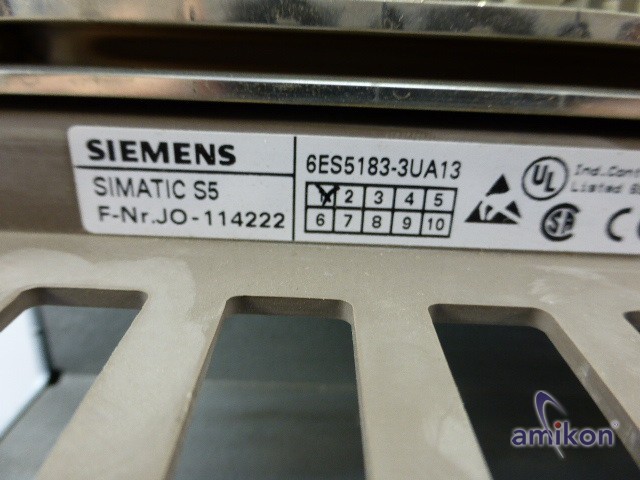 SIEMENS
SIMATIC S5
F-Nr.JO-114222
6ES5183-3UA13
1 2 3 4 5
6 7 8 9 10
UL
Ind.Cont
Listed
SA
CE
amikon